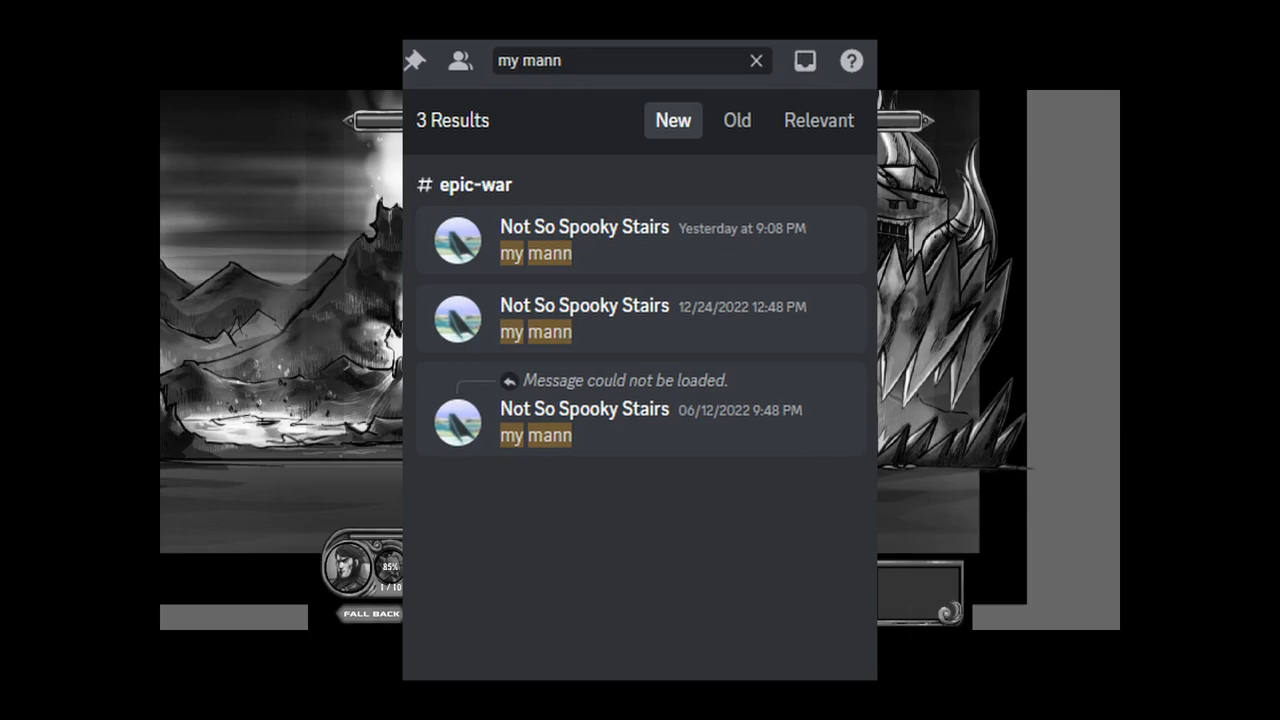 my mann
3 Results New Old Relevant
# epic-war
Not So Spooky Stairs Yesterday at 9:08 PM
my mann
Not So Spooky Stairs 12/24/2022 12:48 PM
my mann
Message could not be loaded.
Not So Spooky Stairs 06/12/2022 9:48 PM
my mann
85%
1 / 10
FALL BACK